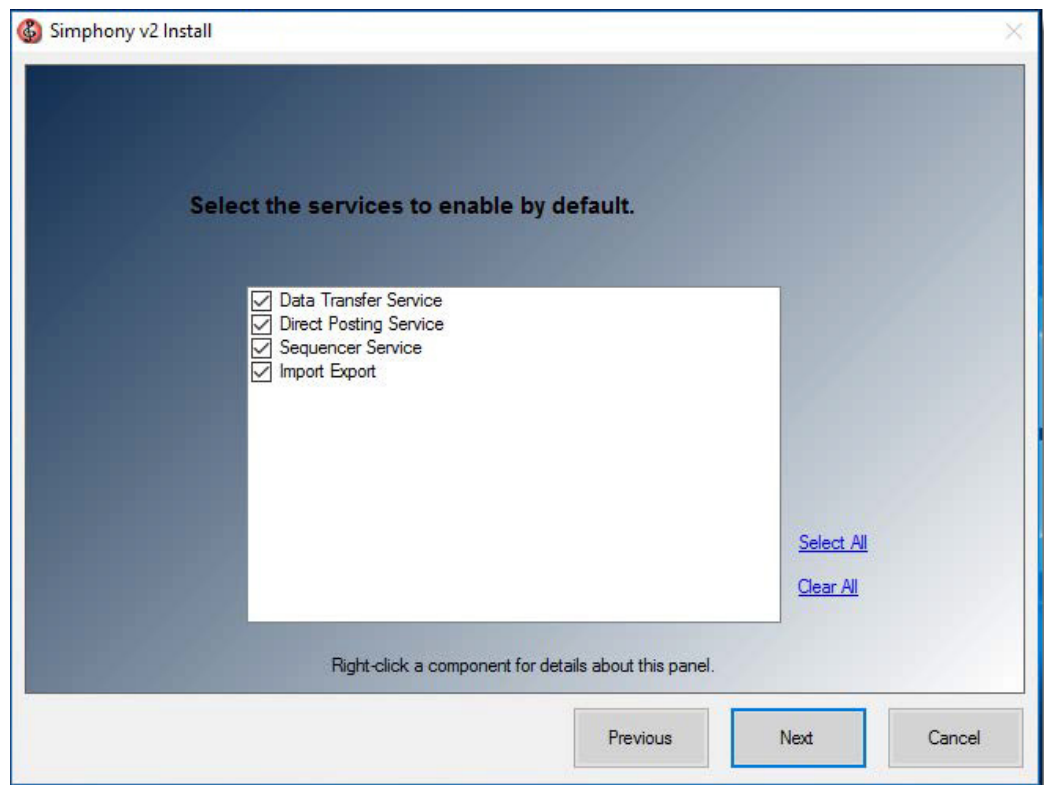 Simphony v2 Install
Select the services to enable by default.
Data Transfer Service
Direct Posting Service
Sequencer Service
Import Export
Select All
Clear All
Right-click a component for details about this panel.
Previous
Next
Cancel